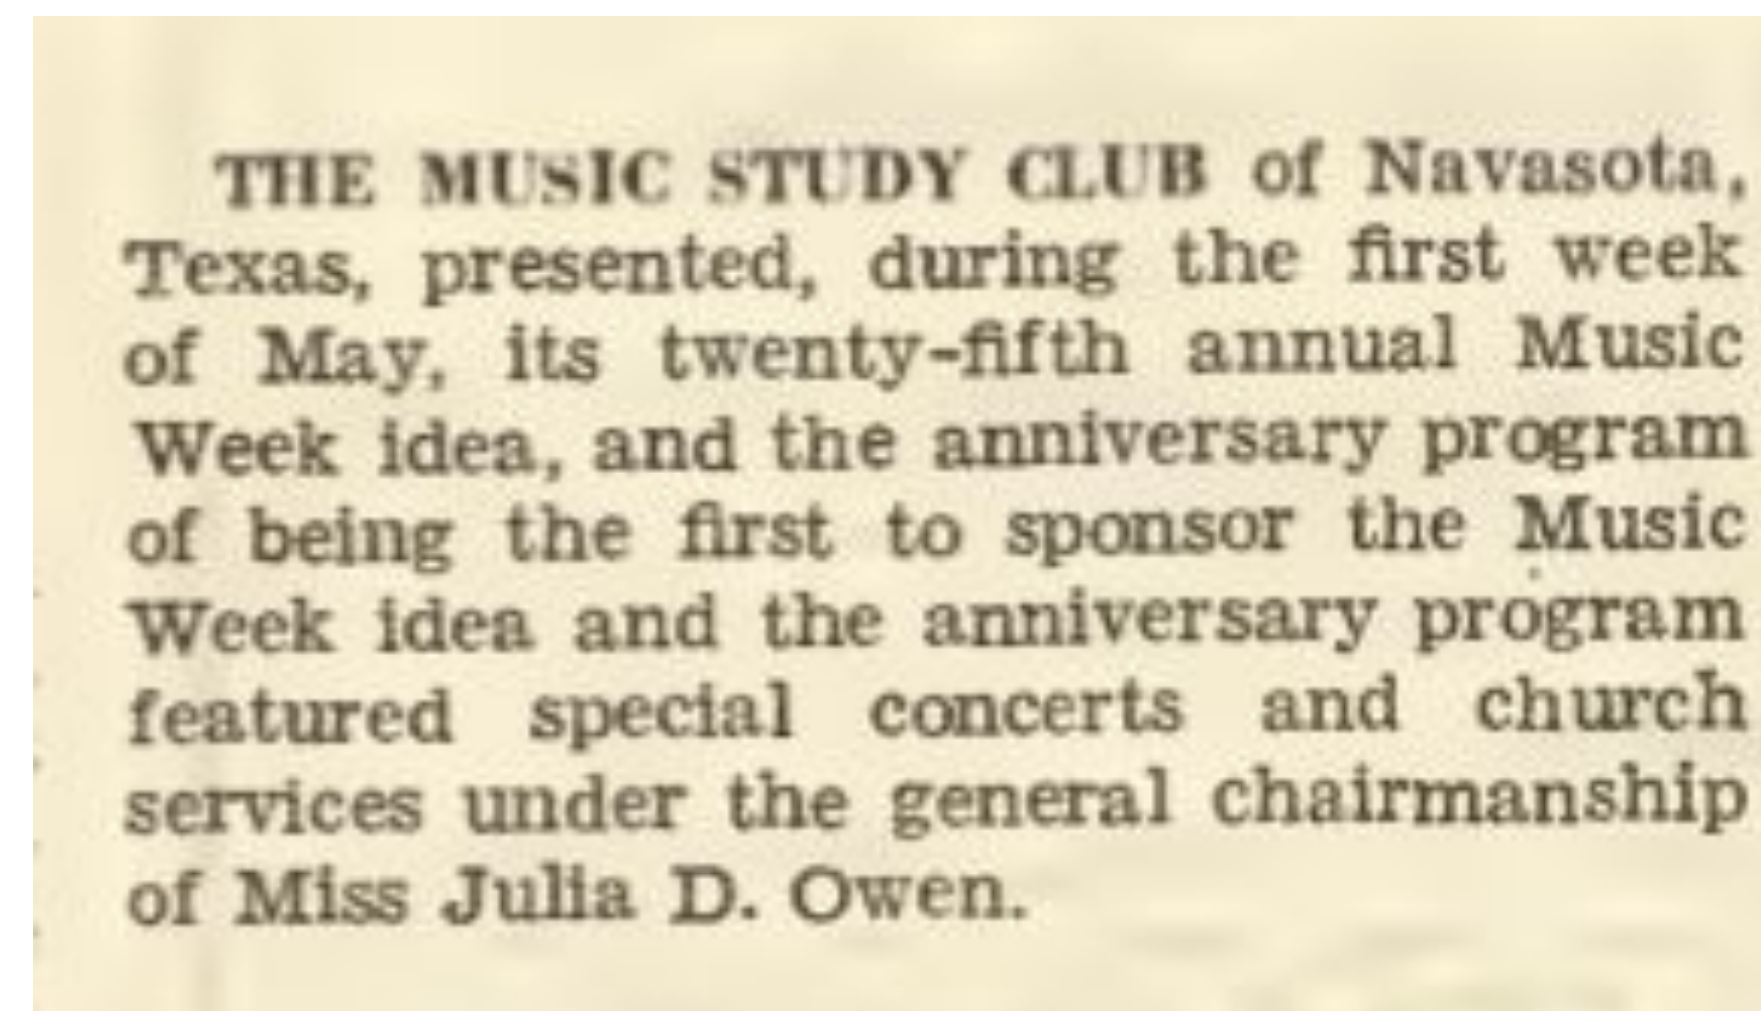 THE MUSIC STUDY CLUB of Navasota,
Texas, presented, during the first week
of May, its twenty-fifth annual Music
Week idea, and the anniversary program
of being the first to sponsor the Music
Week idea and the anniversary program
featured special concerts and church
services under the general chairmanship
of Miss Julia D. Owen.